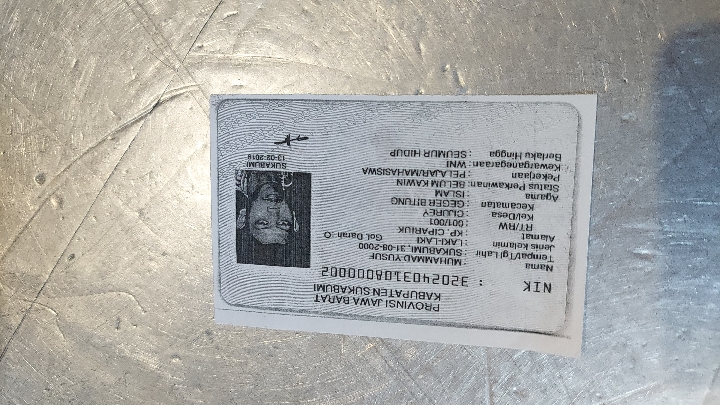 PROVINSI JAWA BARAT
KABUPATEN SUKABUMI
NIK : 3202403108000002
Nama : MUHAMMAD YUSUF
Tempat/Tgl Lahir : SUKABUMI, 31-08-2000
Jenis kelamin : LAKI-LAKI Gol. Darah : O
Alamat : KP. CIPARIUK
RT/RW : 001/001
Kel/Desa : CIJUREY
Kecamatan : GEGER BITUNG
Agama : ISLAM
Status Perkawinan: BELUM KAWIN
Pekerjaan : PELAJAR/MAHASISWA
Kewarganegaraan: WNI
Berlaku Hingga : SEUMUR HIDUP
SUKABUMI
13-02-2018